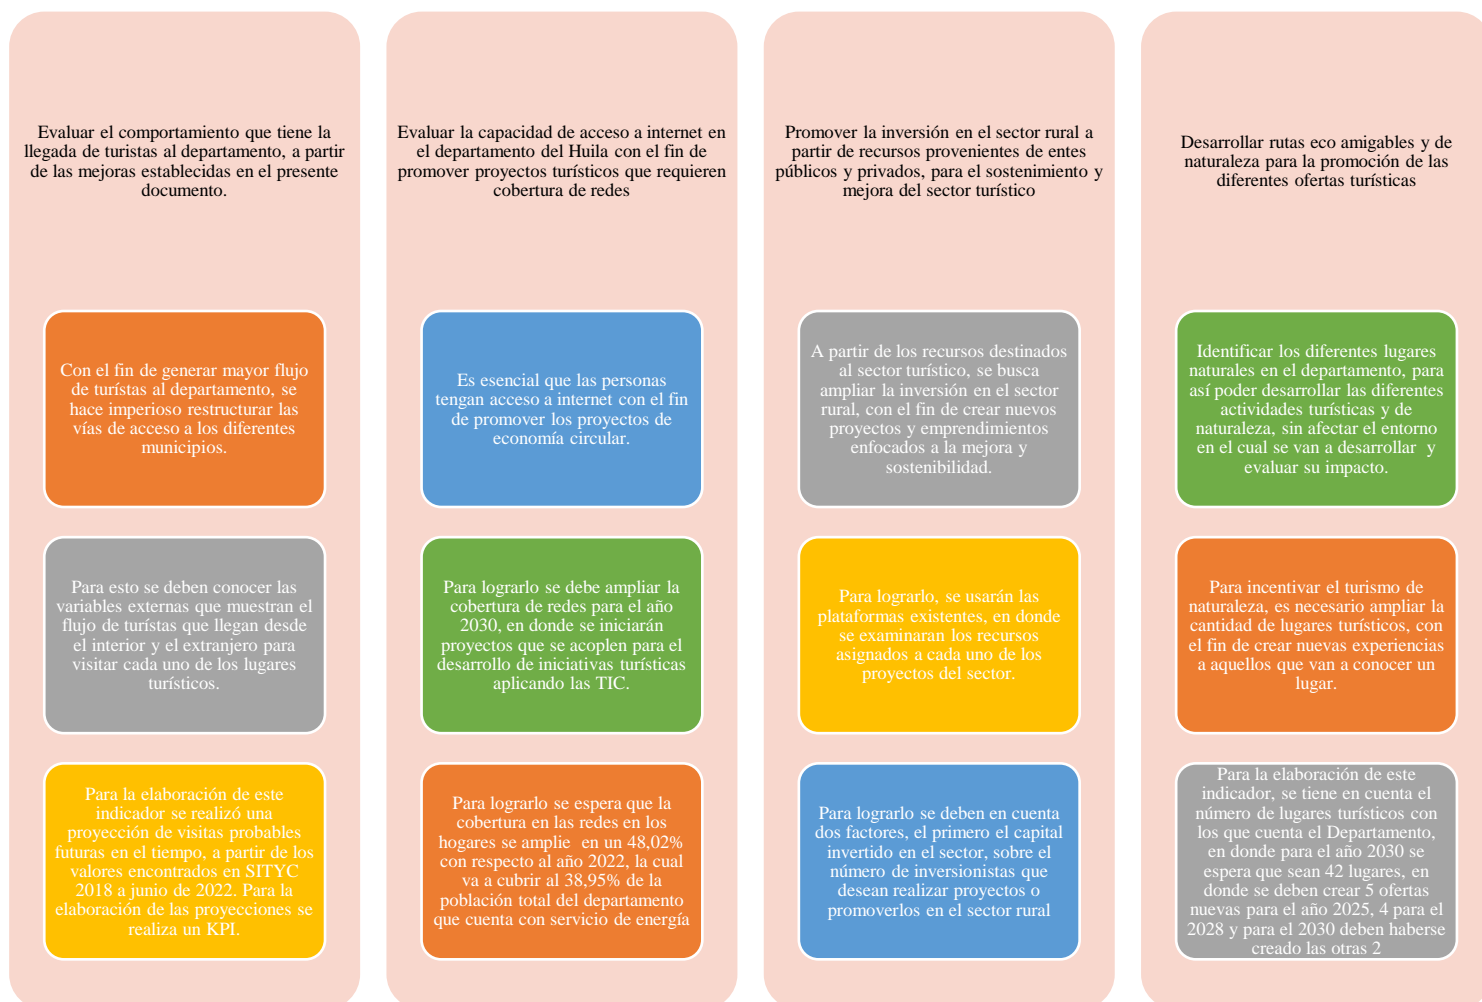 Evaluar el comportamiento que tiene la
llegada de turistas al departamento, a partir
de las mejoras establecidas en el presente
documento.
Con el fin de generar mayor flujo
de turístas al departamento, se
hace imperioso restructurar las
vías de acceso a los diferentes
municipios.
Para esto se deben conocer las
variables externas que muestran el
flujo de turístas que llegan desde
el interior y el extranjero para
visitar cada uno de los lugares
turísticos.
Para la elaboración de este
indicador se realizó una
proyección de visitas probables
futuras en el tiempo, a partir de los
valores encontrados en SITYC
2018 a junio de 2022. Para la
elaboración de las proyecciones se
realiza un KPI.
Evaluar la capacidad de acceso a internet en
el departamento del Huila con el fin de
promover proyectos turísticos que requieren
cobertura de redes
Es esencial que las personas
tengan acceso a internet con el fin
de promover los proyectos de
economía circular.
Para lograrlo se debe ampliar la
cobertura de redes para el año
2030, en donde se iniciarán
proyectos que se acoplen para el
desarrollo de iniciativas turísticas
aplicando las TIC.
Para lograrlo se espera que la
cobertura en las redes en los
hogares se amplie en un 48,02%
con respecto al año 2022, la cual
va a cubrir al 38,95% de la
población total del departamento
que cuenta con servicio de energía
Promover la inversión en el sector rural a
partir de recursos provenientes de entes
públicos y privados, para el sostenimiento y
mejora del sector turístico
A partir de los recursos destinados
al sector turístico, se busca
ampliar la inversión en el sector
rural, con el fin de crear nuevos
proyectos y emprendimientos
enfocados a la mejora y
sostenibilidad.
Para lograrlo, se usarán las
plataformas existentes, en donde
se examinaran los recursos
asignados a cada uno de los
proyectos del sector.
Para lograrlo se deben en cuenta
dos factores, el primero el capital
invertido en el sector, sobre el
número de inversionistas que
desean realizar proyectos o
promoverlos en el sector rural
Desarrollar rutas eco amigables y de
naturaleza para la promoción de las
diferentes ofertas turísticas
Identificar los diferentes lugares
naturales en el departamento, para
así poder desarrollar las diferentes
actividades turísticas y de
naturaleza, sin afectar el entorno
en el cual se van a desarrollar y
evaluar su impacto.
Para incentivar el turismo de
naturaleza, es necesario ampliar la
cantidad de lugares turísticos, con
el fin de crear nuevas experiencias
a aquellos que van a conocer un
lugar.
Para la elaboración de este
indicador, se tiene en cuenta el
número de lugares turísticos con
los que cuenta el Departamento,
en donde para el año 2030 se
espera que sean 42 lugares, en
donde se deben crear 5 ofertas
nuevas para el año 2025, 4 para el
2028 y para el 2030 deben haberse
creado las otras 2